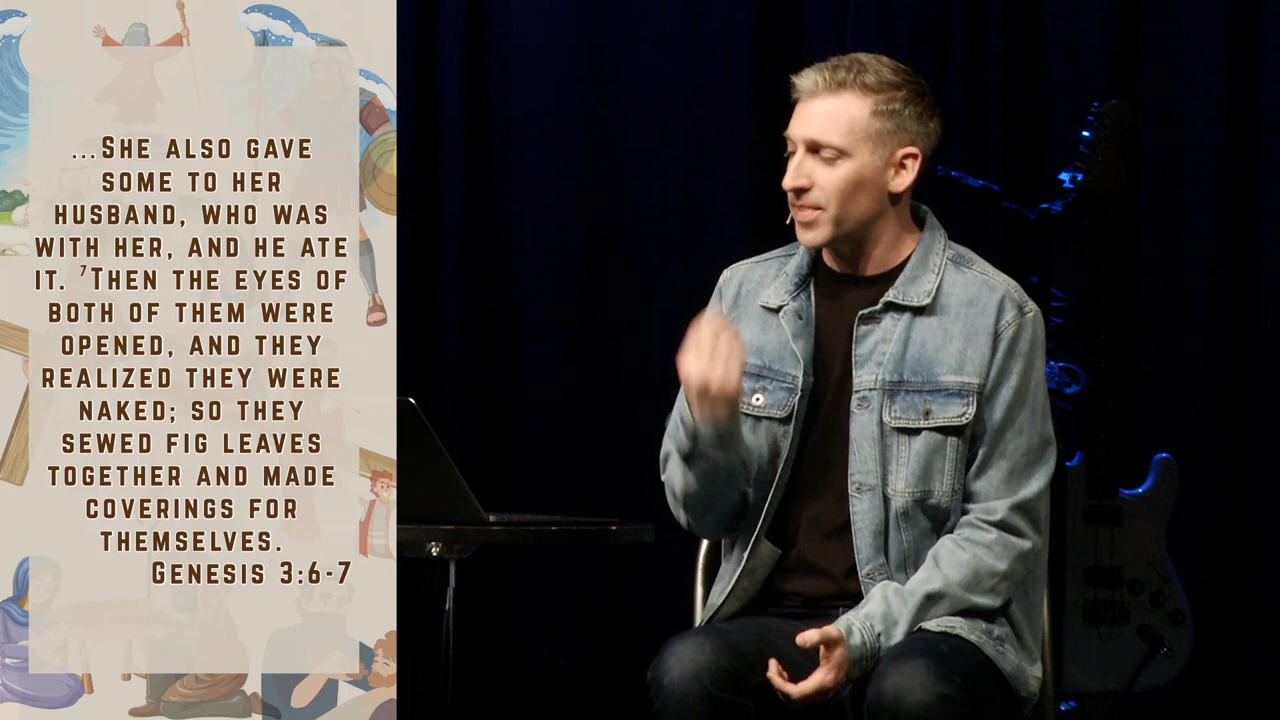 ...She also gave
some to her
husband, who was
with her, and he ate
it. ⁷Then the eyes of
both of them were
opened, and they
realized they were
naked; so they
sewed fig leaves
together and made
coverings for
themselves.
Genesis 3:6-7